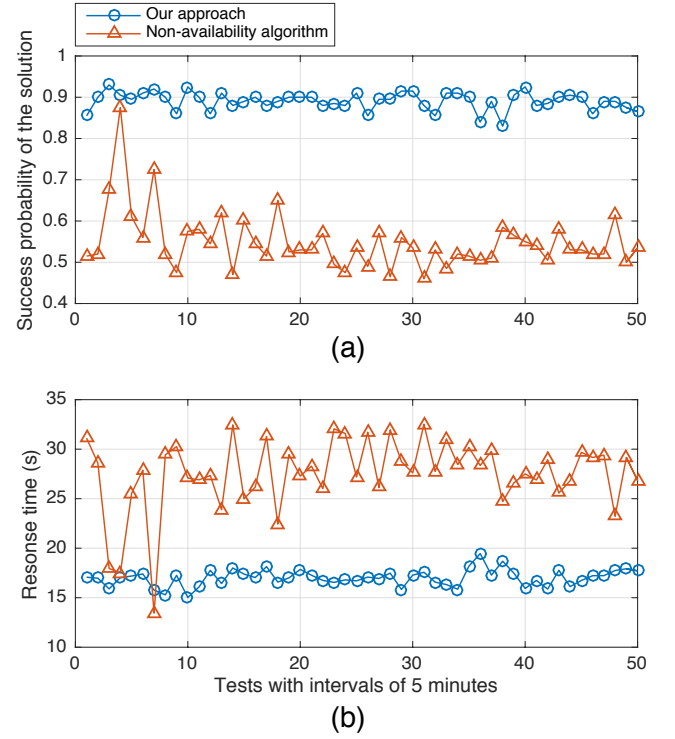 Our approach
Non-availability algorithm
Success probability of the solution
1
0.9
0.8
0.7
0.6
0.5
0.4
0 10 20 30 40 50
(a)
Resonse time (s)
35
30
25
20
15
10
0 10 20 30 40 50
Tests with intervals of 5 minutes
(b)